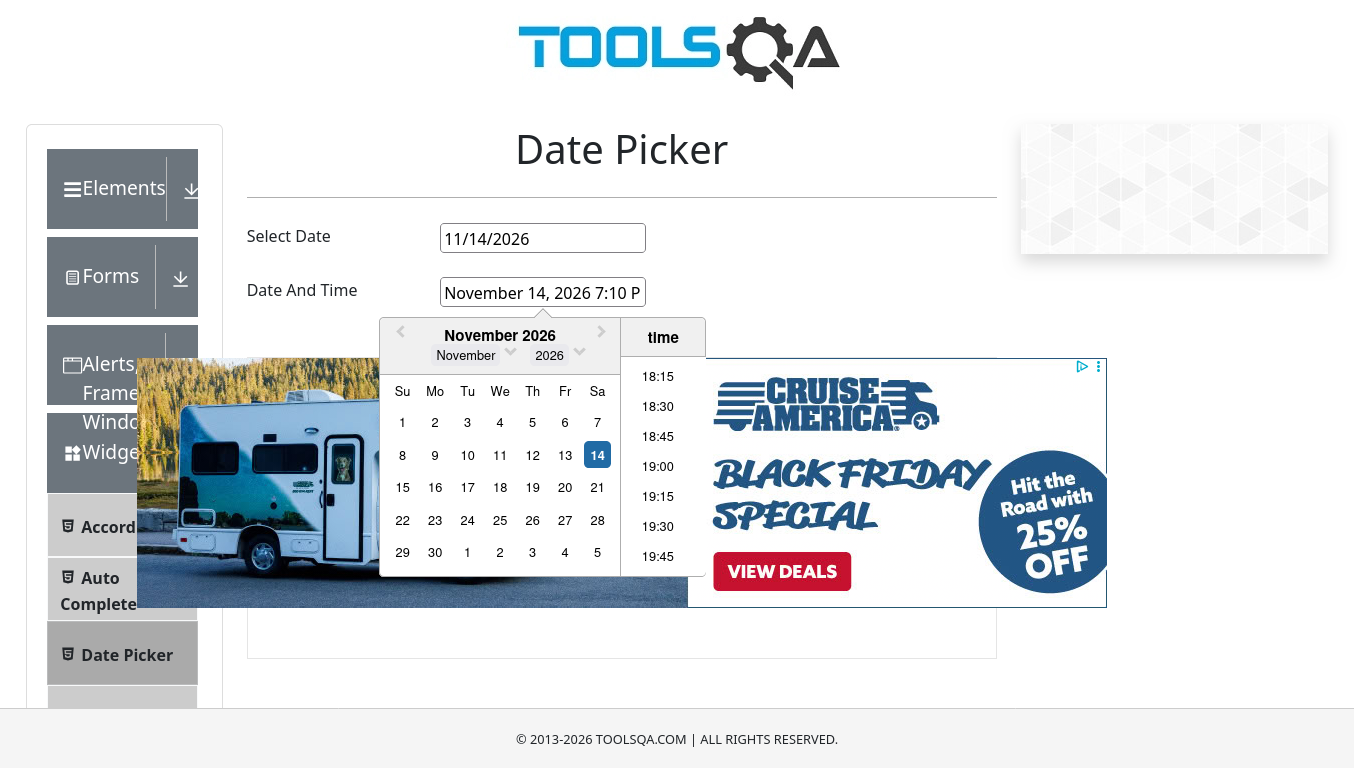 TOOLSQA
Date Picker
Elements
Forms
Alerts,
Frame
Windo
Widge
Accord
Auto
Complete
Date Picker
Select Date
11/14/2026
Date And Time
November 14, 2026 7:10 P
November 2026
November
2026
Su Mo Tu We Th Fr Sa
1 2 3 4 5 6 7
8 9 10 11 12 13 14
15 16 17 18 19 20 21
22 23 24 25 26 27 28
29 30 1 2 3 4 5
time
18:15
18:30
18:45
19:00
19:15
19:30
19:45
CRUISE
AMERICA
BLACK FRIDAY
SPECIAL
VIEW DEALS
Hit the
Road with
25%
OFF
© 2013-2026 TOOLSQA.COM | ALL RIGHTS RESERVED.